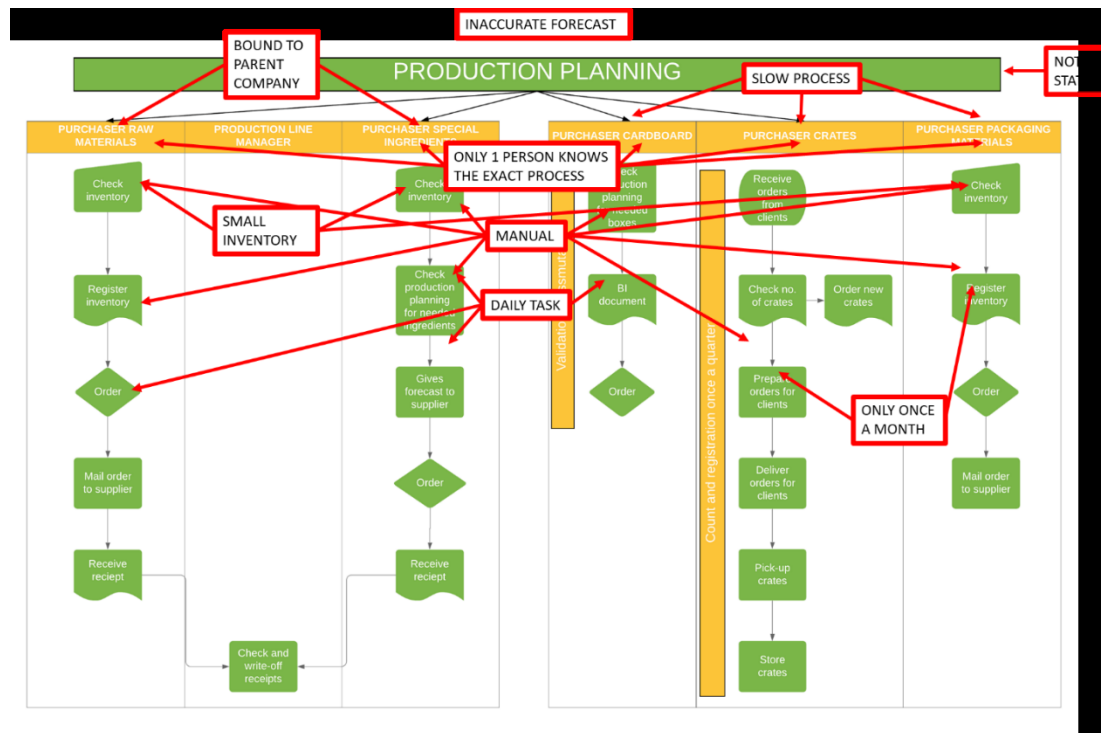 INACCURATE FORECAST
BOUND TO
PARENT
COMPANY
PRODUCTION PLANNING
SLOW PROCESS
NOT
PURCHASER RAW
MATERIALS
PRODUCTION LINE
MANAGER
PURCHASER SPECIAL
INGREDIENTS
PURCHASER CARDBOARD
PURCHASER CRATES
PURCHASER PACKAGING
MATERIALS
ONLY 1 PERSON KNOWS
THE EXACT PROCESS
Check
inventory
Check
inventory
planning
needed
boxes
Receive
orders
from
clients
Check
inventory
SMALL
INVENTORY
MANUAL
Register
inventory
Check
production
planning
for needed
ingredients
DAILY TASK
BI
document
Check no.
of crates
Order new
crates
Register
inventory
Order
Gives
forecast to
supplier
Order
Prepare
orders for
clients
ONLY ONCE
A MONTH
Order
Count and registration once a quarter
Mail order
to supplier
Order
Deliver
orders for
clients
Mail order
to supplier
Receive
reciept
Receive
reciept
Pick-up
crates
Check and
write-off
receipts
Store
crates